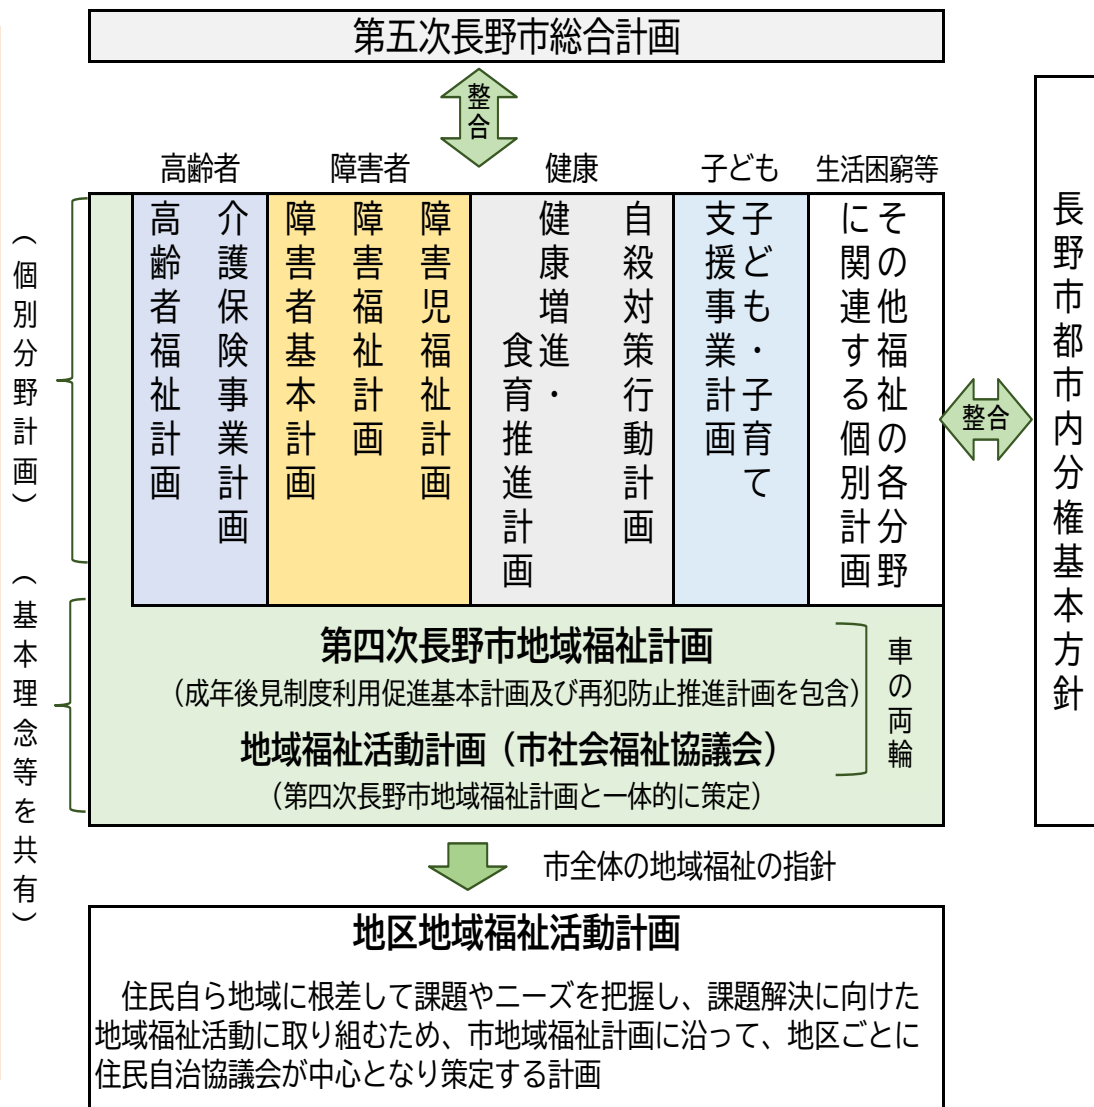 第五次長野市総合計画
整合
高齢者
障害者
健康
子ども
生活困窮等
（個別分野計画）
高齢者福祉計画
介護保険事業計画
障害者基本計画
障害福祉計画
障害児福祉計画
健康増進・
食育推進計画
自殺対策行動計画
子ども・子育て
支援事業計画
その他福祉の各分野
に関連する個別計画
整合
長野市都市内分権基本方針
（基本理念等を共有）
第四次長野市地域福祉計画
（成年後見制度利用促進基本計画及び再犯防止推進計画を包含）
地域福祉活動計画（市社会福祉協議会）
（第四次長野市地域福祉計画と一体的に策定）
車の両輪
市全体の地域福祉の指針
地区地域福祉活動計画
住民自ら地域に根差して課題やニーズを把握し、課題解決に向けた
地域福祉活動に取り組むため、市地域福祉計画に沿って、地区ごとに
住民自治協議会が中心となり策定する計画